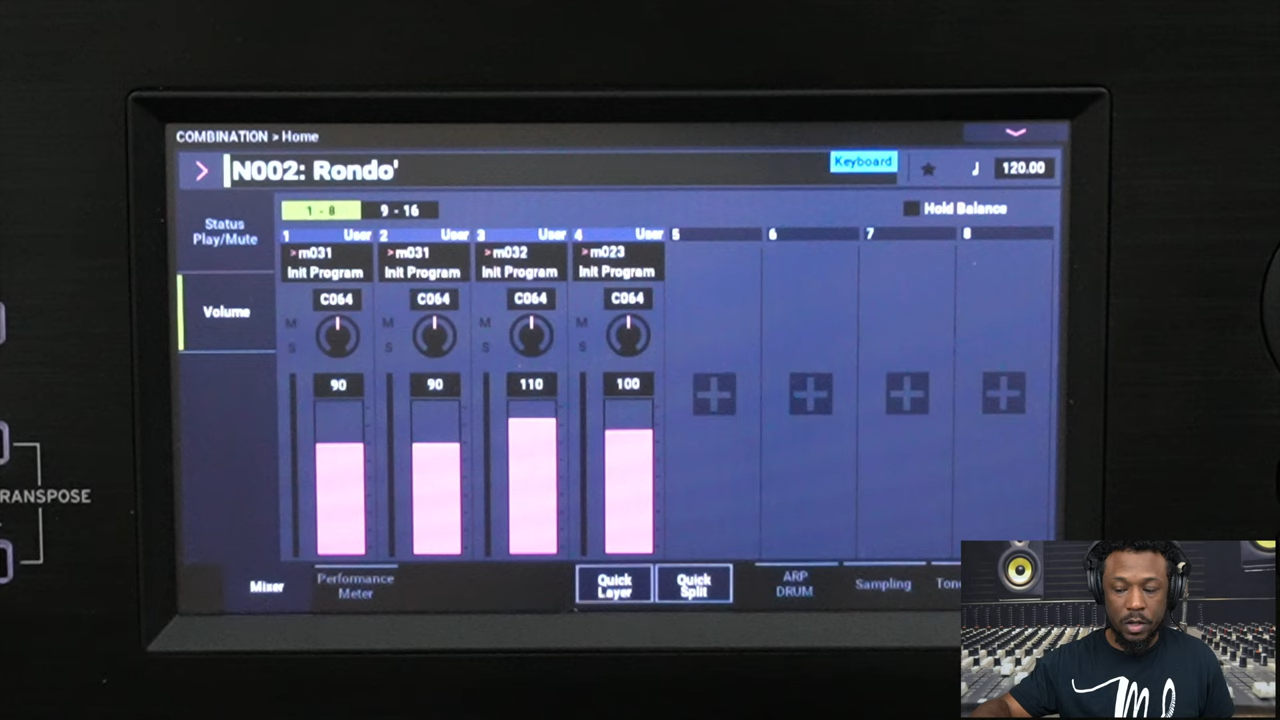 COMBINATION > Home
N002: Rondo'
Keyboard
120.00
Status
Play/Mute
Volume
1 - 8
9 - 16
Hold Balance
1 User 2 User 3 User 4 User 5 6 7 8
>m031 >m031 >m032 >m023
Init Program Init Program Init Program Init Program
C064 C064 C064 C064
M M M M
S S S S
90 90 110 100
Mixer
Performance
Meter
Quick
Layer
Quick
Split
ARP
DRUM
Sampling
RANSPOSE